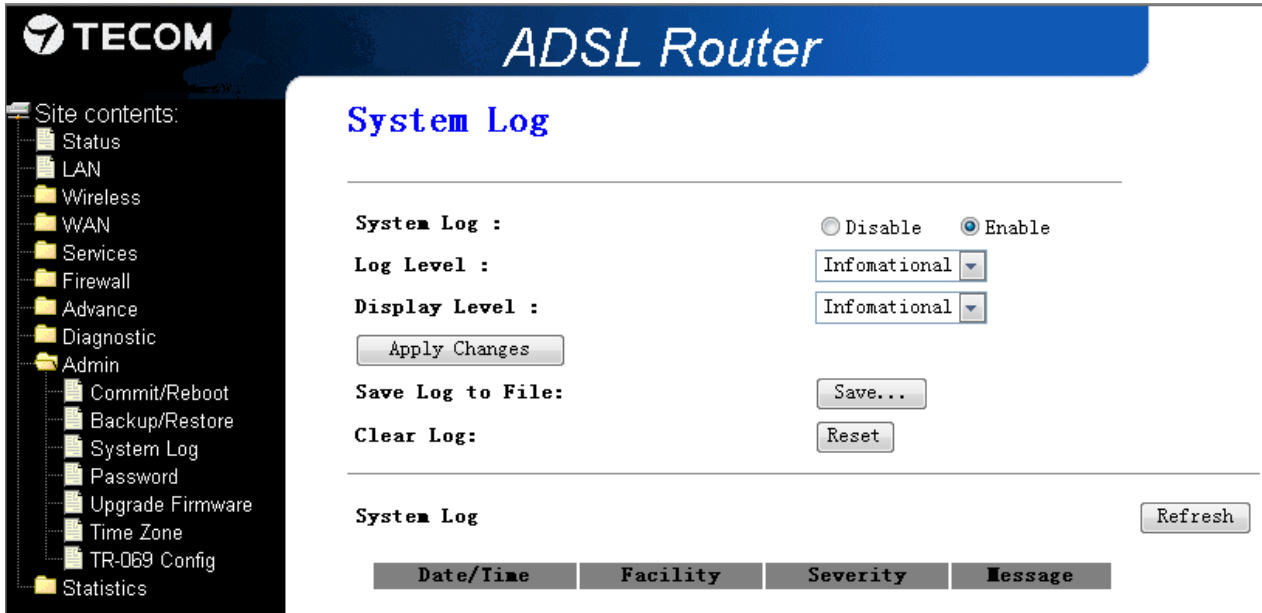 TECOM
ADSL Router
Site contents:
Status
LAN
Wireless
WAN
Services
Firewall
Advance
Diagnostic
Admin
Commit/Reboot
Backup/Restore
System Log
Password
Upgrade Firmware
Time Zone
TR-069 Config
Statistics
System Log
System Log : Disable Enable
Log Level : Infomational
Display Level : Infomational
Apply Changes
Save Log to File: Save...
Clear Log: Reset
System Log Refresh
Date/Time Facility Severity Message